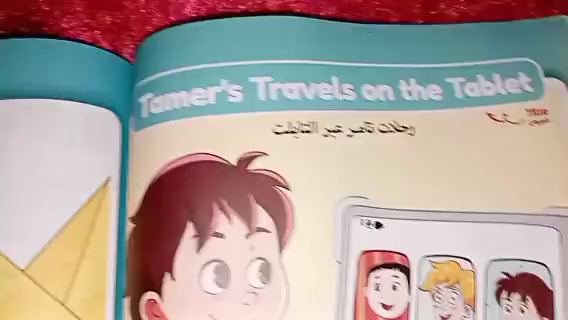 Tamer's Travels on the Tablet
رحلات تامر عبر التابلت